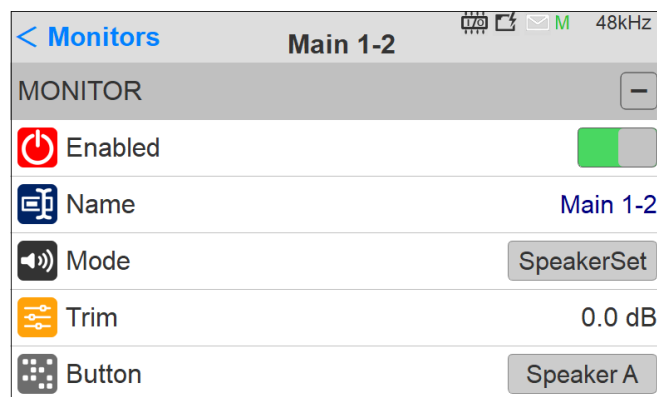 < Monitors
Main 1-2
I/O
M
48kHz
MONITOR
Enabled
Name
Main 1-2
Mode
SpeakerSet
Trim
0.0 dB
Button
Speaker A